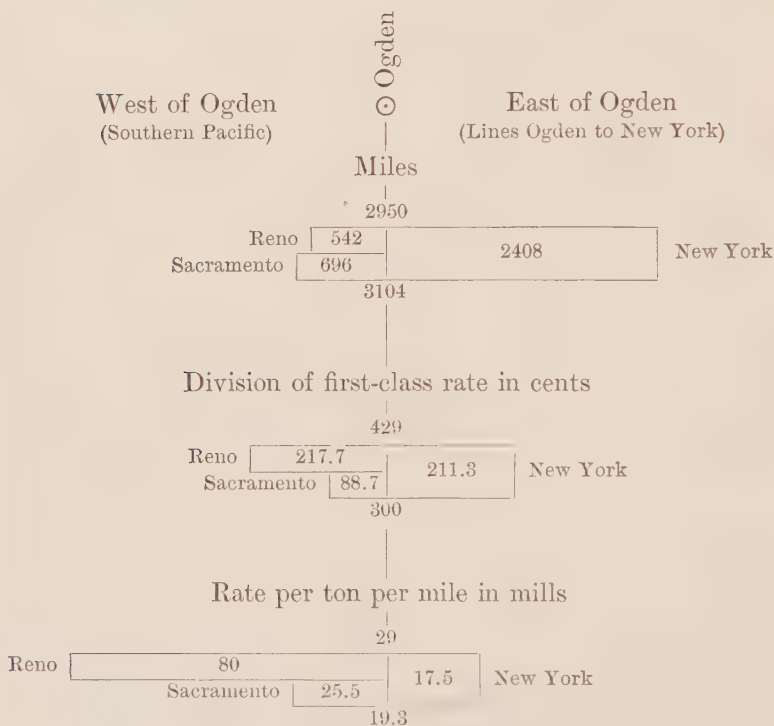 Ogden
West of Ogden East of Ogden
(Southern Pacific) (Lines Ogden to New York)
Miles
2950
Reno 542 2408 New York
Sacramento 696
3104
Division of first-class rate in cents
429
Reno 217.7 211.3 New York
Sacramento 88.7
300
Rate per ton per mile in mills
29
Reno 80 17.5 New York
Sacramento 25.5
19.3